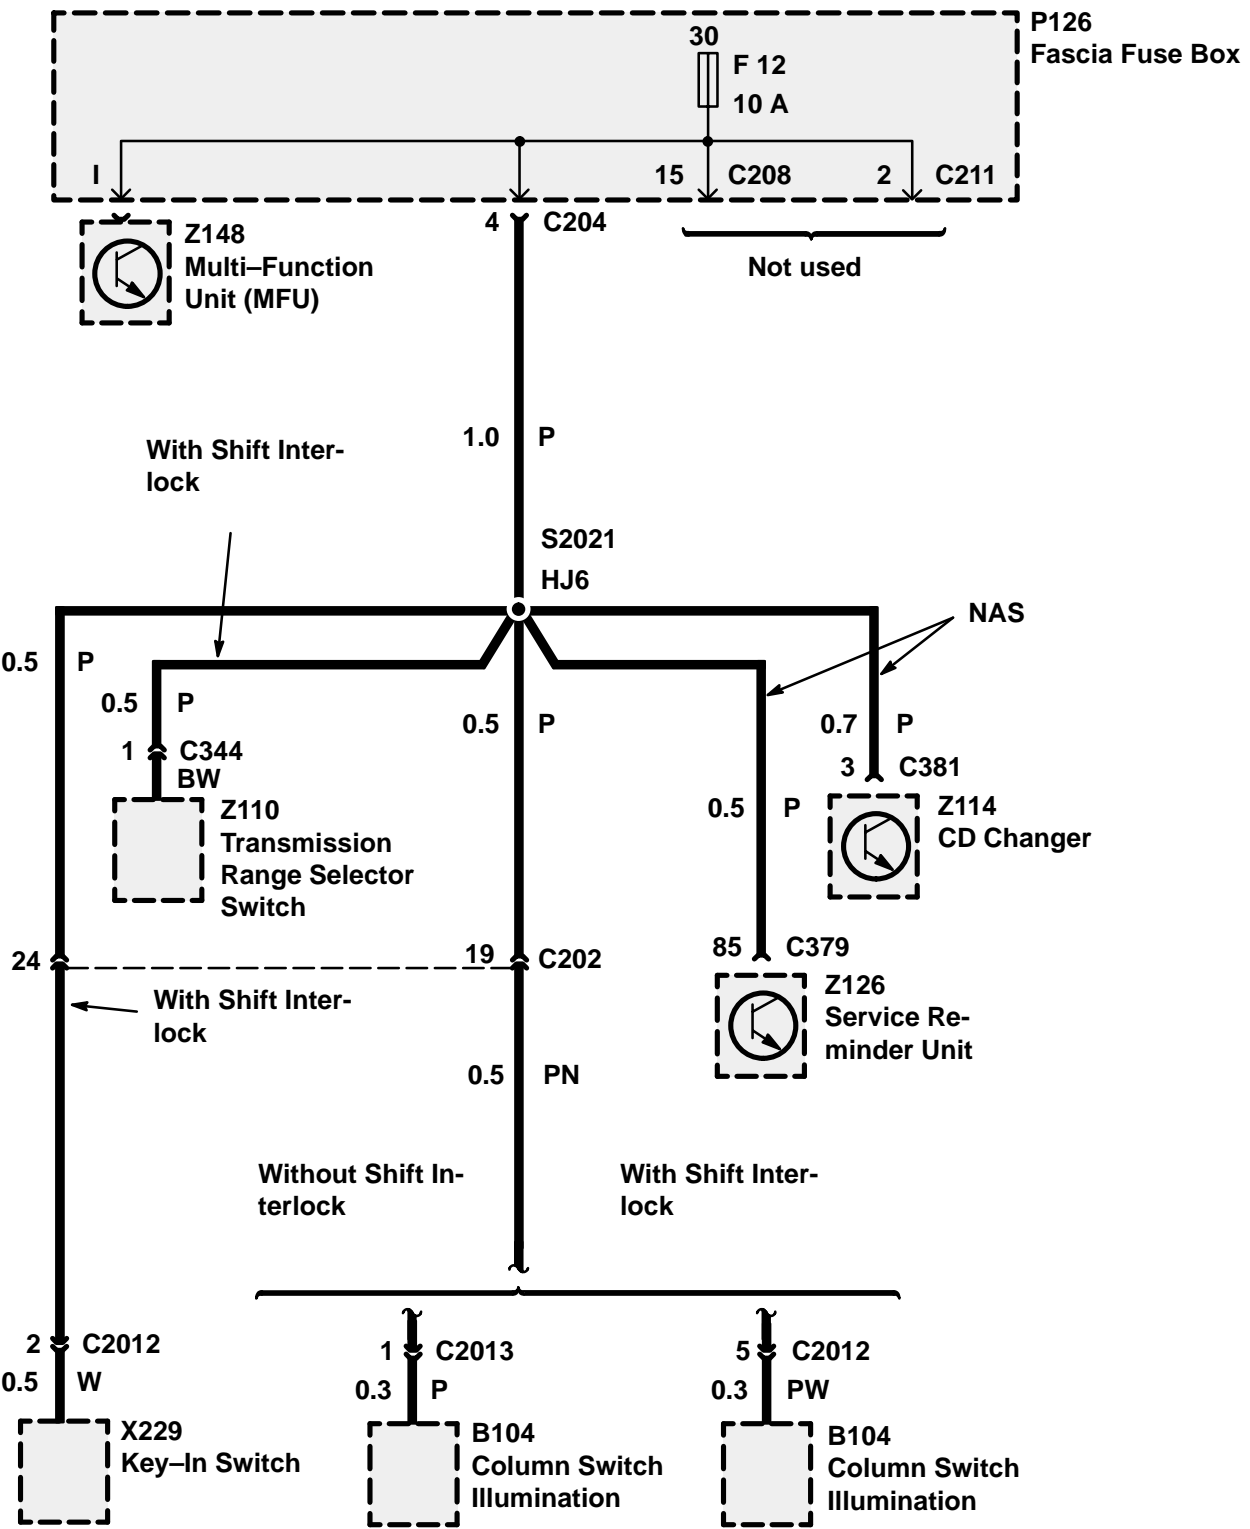 P126
Fascia Fuse Box
30
F 12
10 A
I
15
C208
2
C211
4
C204
Z148
Multi–Function
Unit (MFU)
Not used
1.0
P
With Shift Inter-
lock
S2021
HJ6
NAS
0.5
P
0.5
P
0.5
P
0.7
P
1
C344
BW
3
C381
0.5
P
Z110
Transmission
Range Selector
Switch
Z114
CD Changer
24
19
C202
85
C379
With Shift Inter-
lock
Z126
Service Re-
minder Unit
0.5
PN
Without Shift In-
terlock
With Shift Inter-
lock
2
C2012
1
C2013
5
C2012
0.5
W
0.3
P
0.3
PW
X229
Key–In Switch
B104
Column Switch
Illumination
B104
Column Switch
Illumination